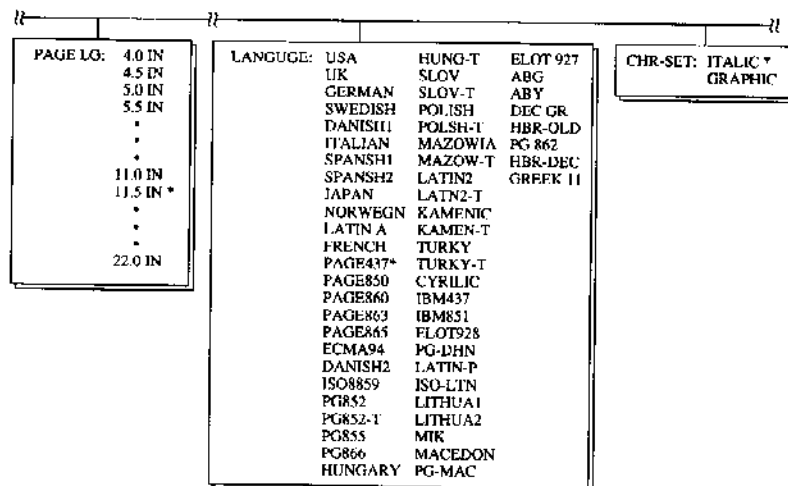 PAGE LG: 4.0 IN
4.5 IN
5.0 IN
5.5 IN
•
•
•
•
11.0 IN
11.5 IN *
•
•
•
22.0 IN
LANGUGE: USA HUNG-T ELOT 927
UK SLOV ABG
GERMAN SLOV-T ABY
SWEDISH POLISH DEC GR
DANISH1 POLSH-T HBR-OLD
ITALIAN MAZOWIA PG 862
SPANSH1 MAZOW-T HBR-DEC
SPANSH2 LATIN2 GREEK 11
JAPAN LATN2-T
NORWEGN KAMENIC
LATIN A KAMEN-T
FRENCH TURKY
PAGE437* TURKY-T
PAGE850 CYRILIC
PAGE860 IBM437
PAGE863 IBM851
PAGE865 ELOT928
ECMA94 PG-DHN
DANISH2 LATIN-P
ISO8859 ISO-LTN
PG852 LITHUA1
PG852-T LITHUA2
PG855 MIK
PG866 MACEDON
HUNGARY PG-MAC
CHR-SET: ITALIC *
GRAPHIC